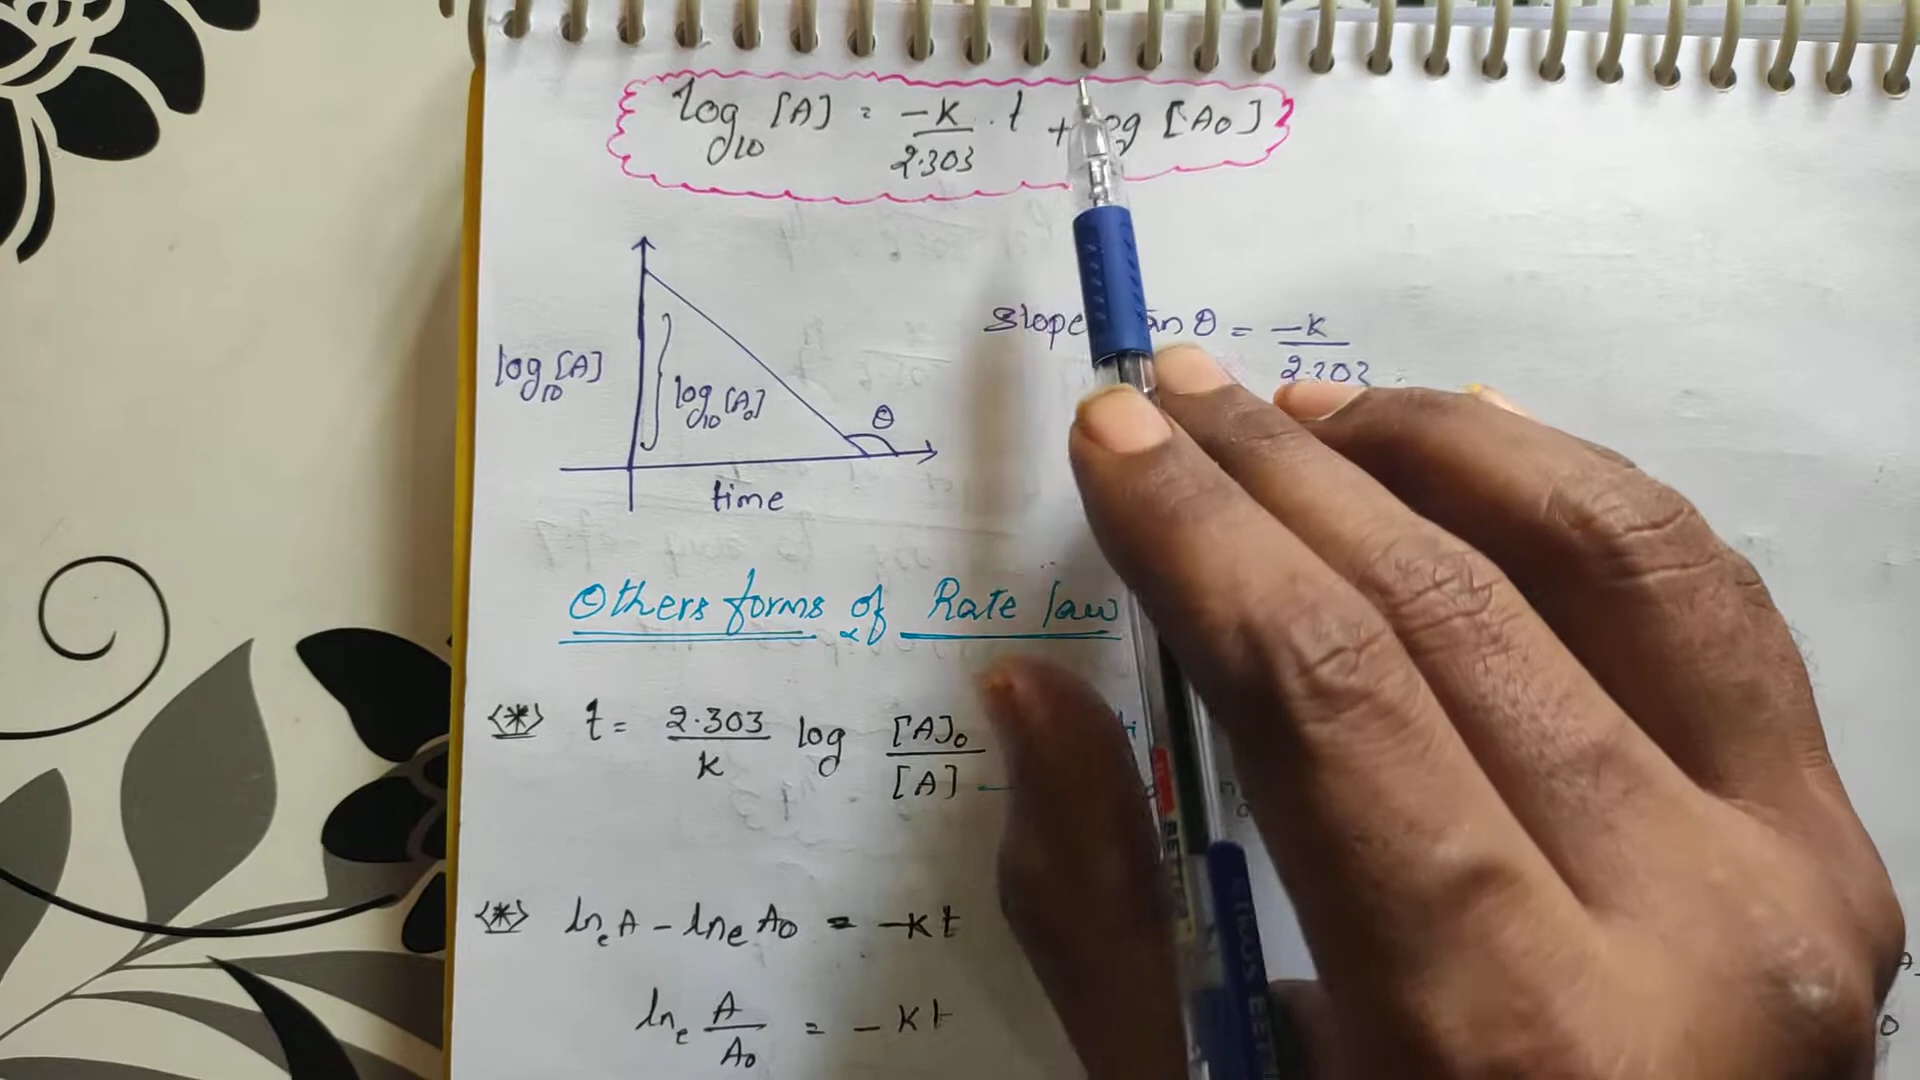 log10 [A] = -K/2.303 . t + log [A0]
Slope tan θ = -K/2.303
log10[A]
log10[A0]
θ
time
Others forms of Rate law
<*> t = 2.303/K log [A]0/[A]
<*> lne A - lne A0 = -Kt
lne A/A0 = -Kt